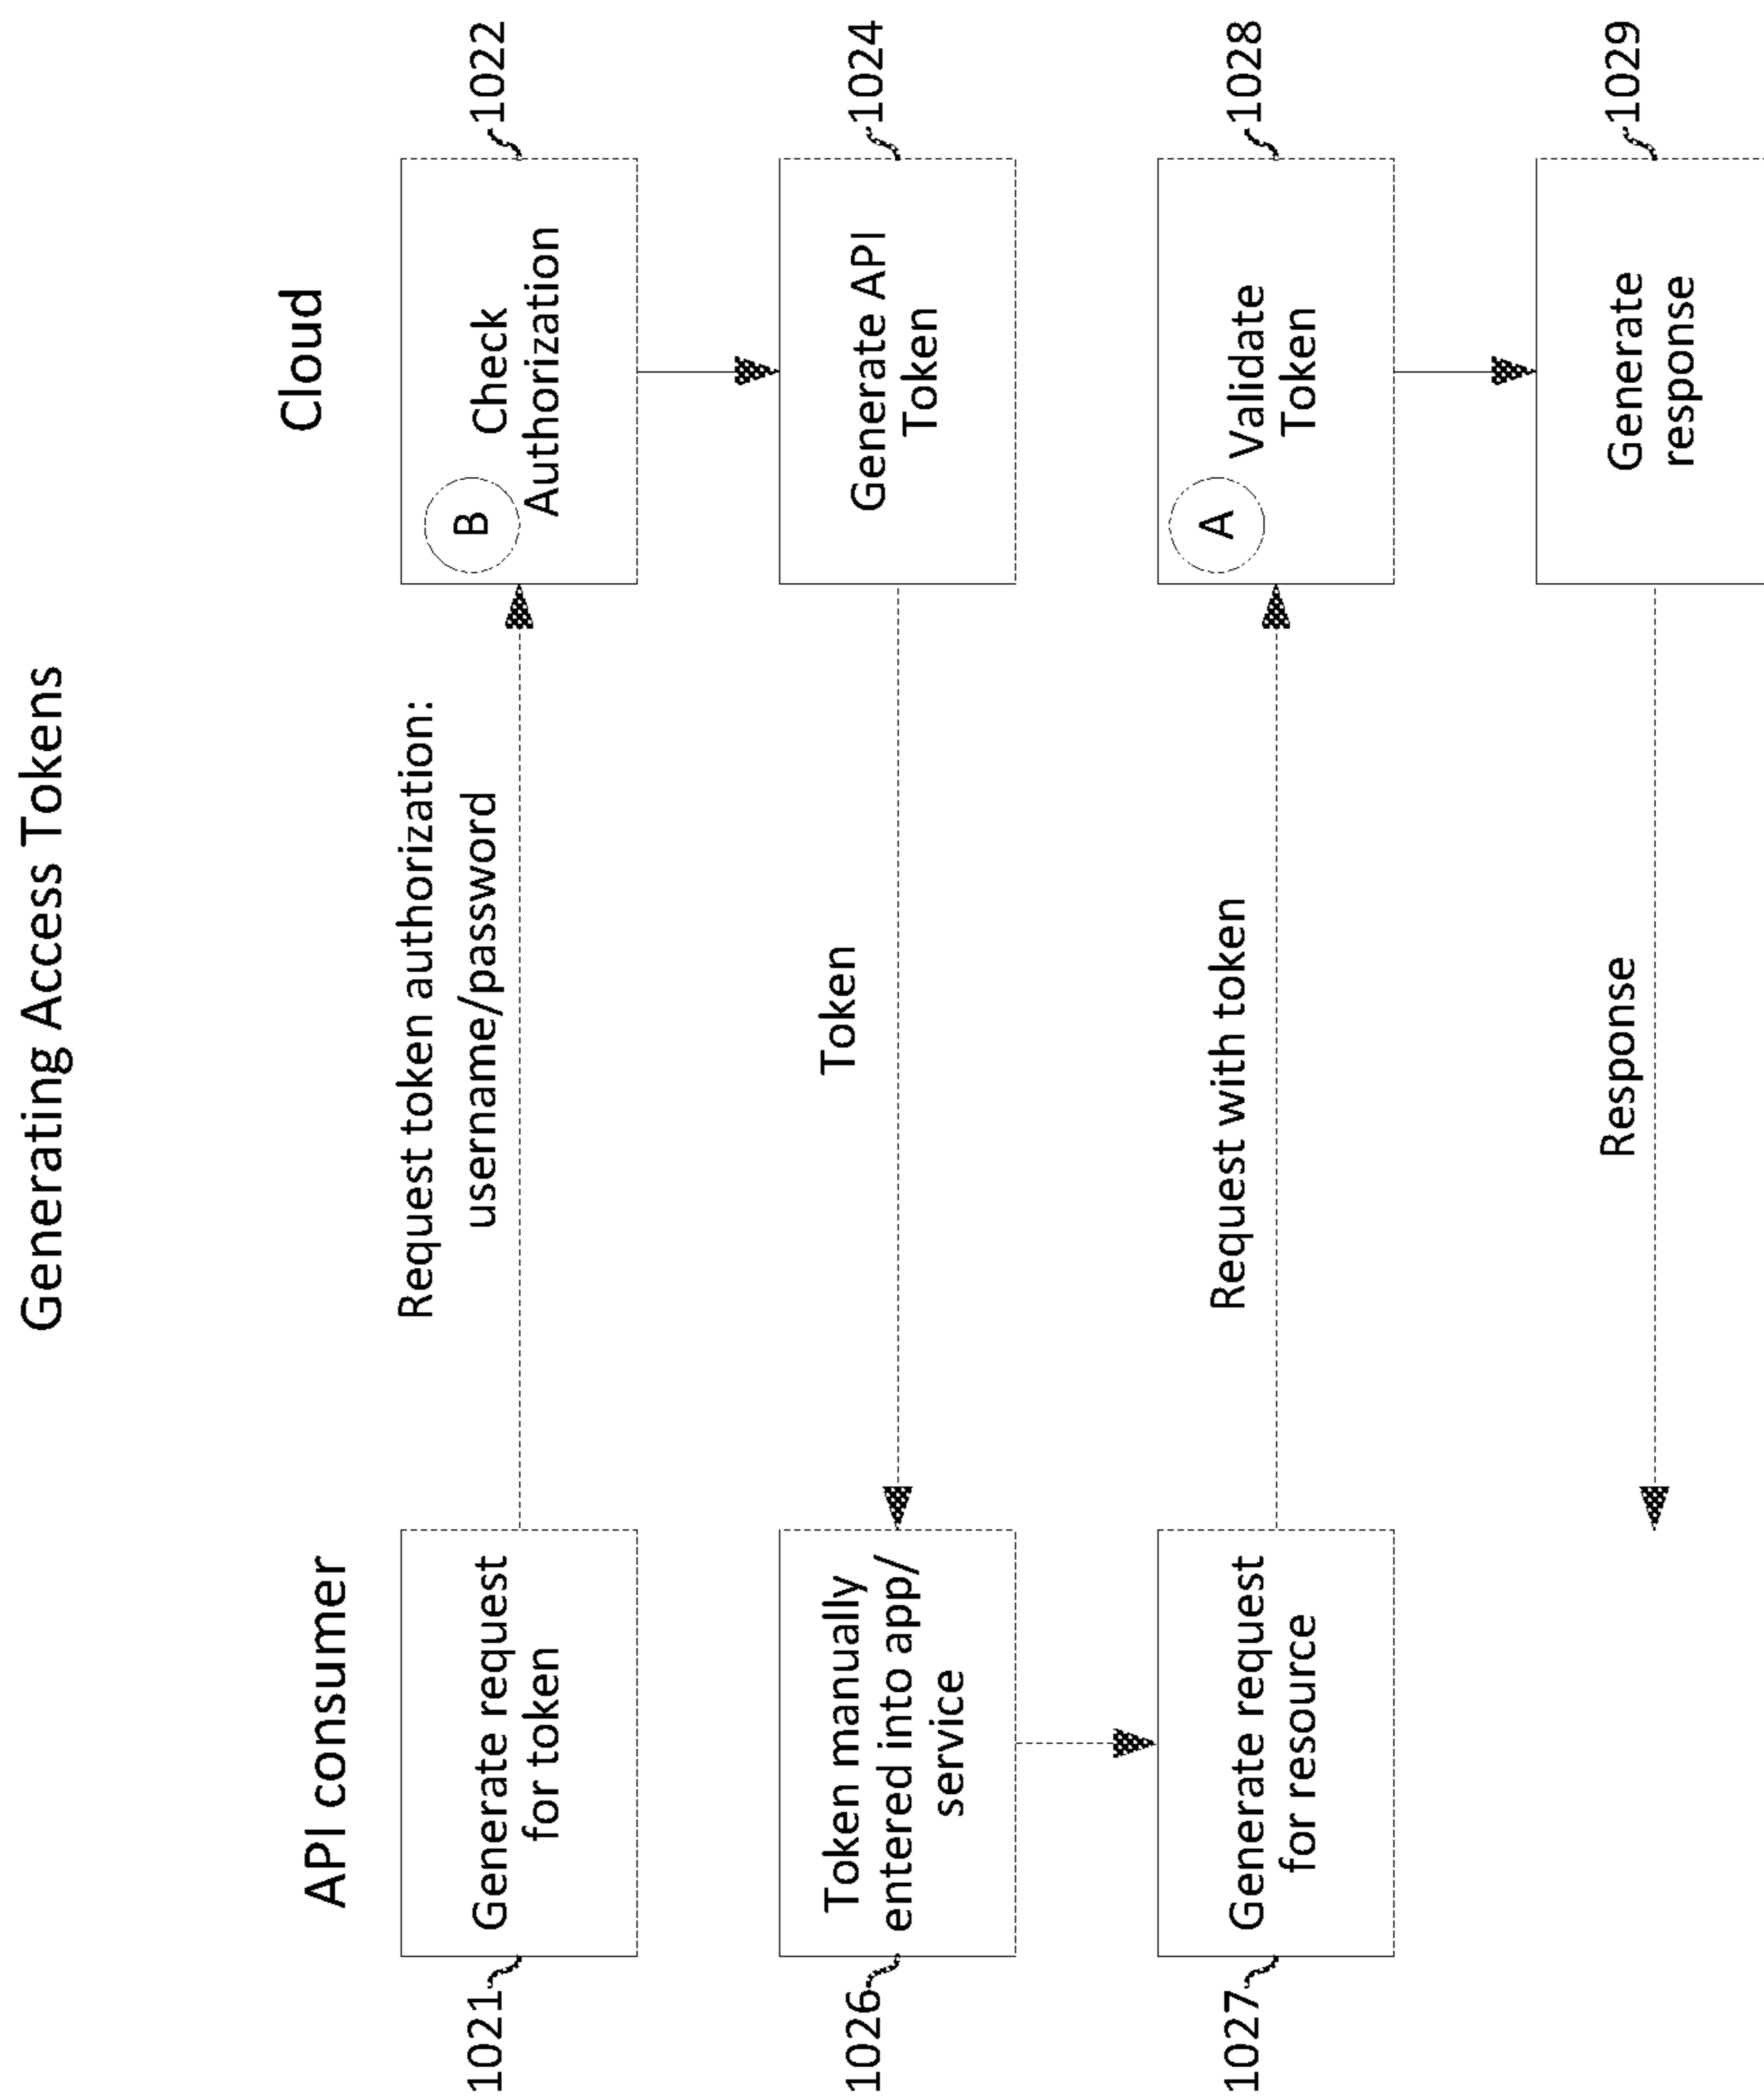 Generating Access Tokens
API consumer
Cloud
1021
Generate request
for token
Request token authorization:
username/password
B
Check
Authorization
1022
1026
Token manually
entered into app/
service
Token
Generate API
Token
1024
1027
Generate request
for resource
Request with token
A
Validate
Token
1028
Response
Generate
response
1029